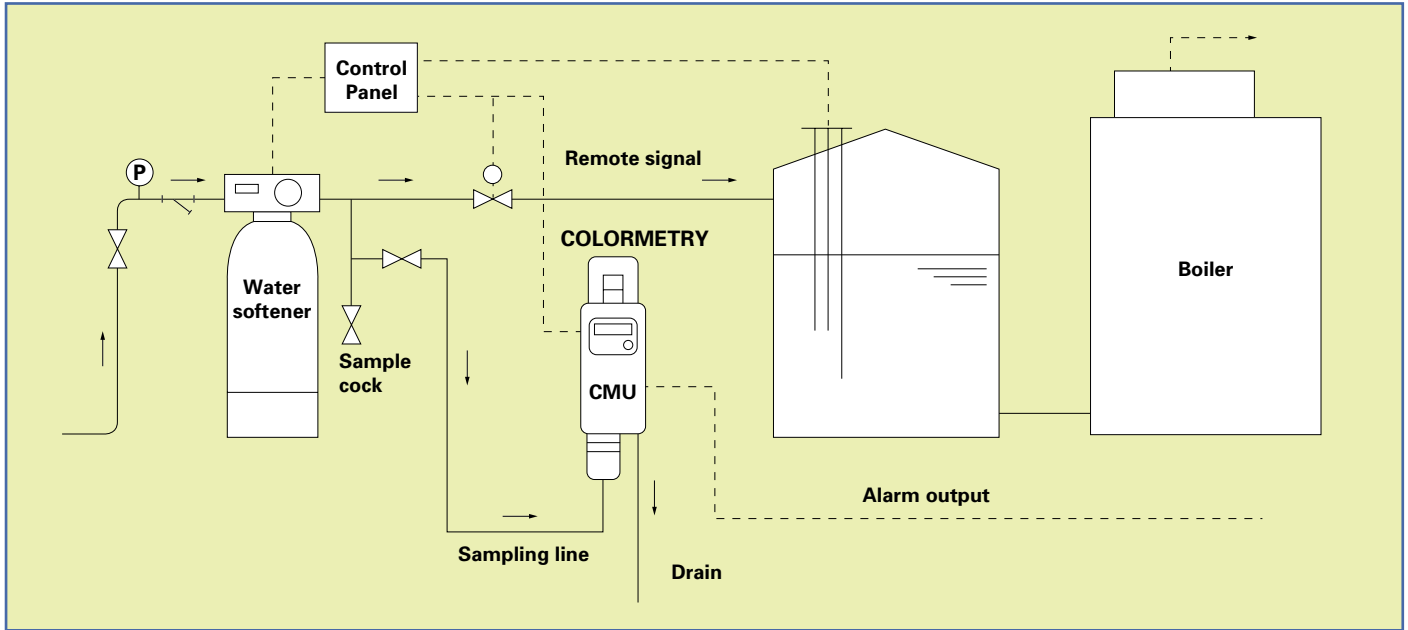 Control
Panel
P
Remote signal
COLORMETRY
Water
softener
Boiler
Sample
cock
CMU
Alarm output
Sampling line
Drain